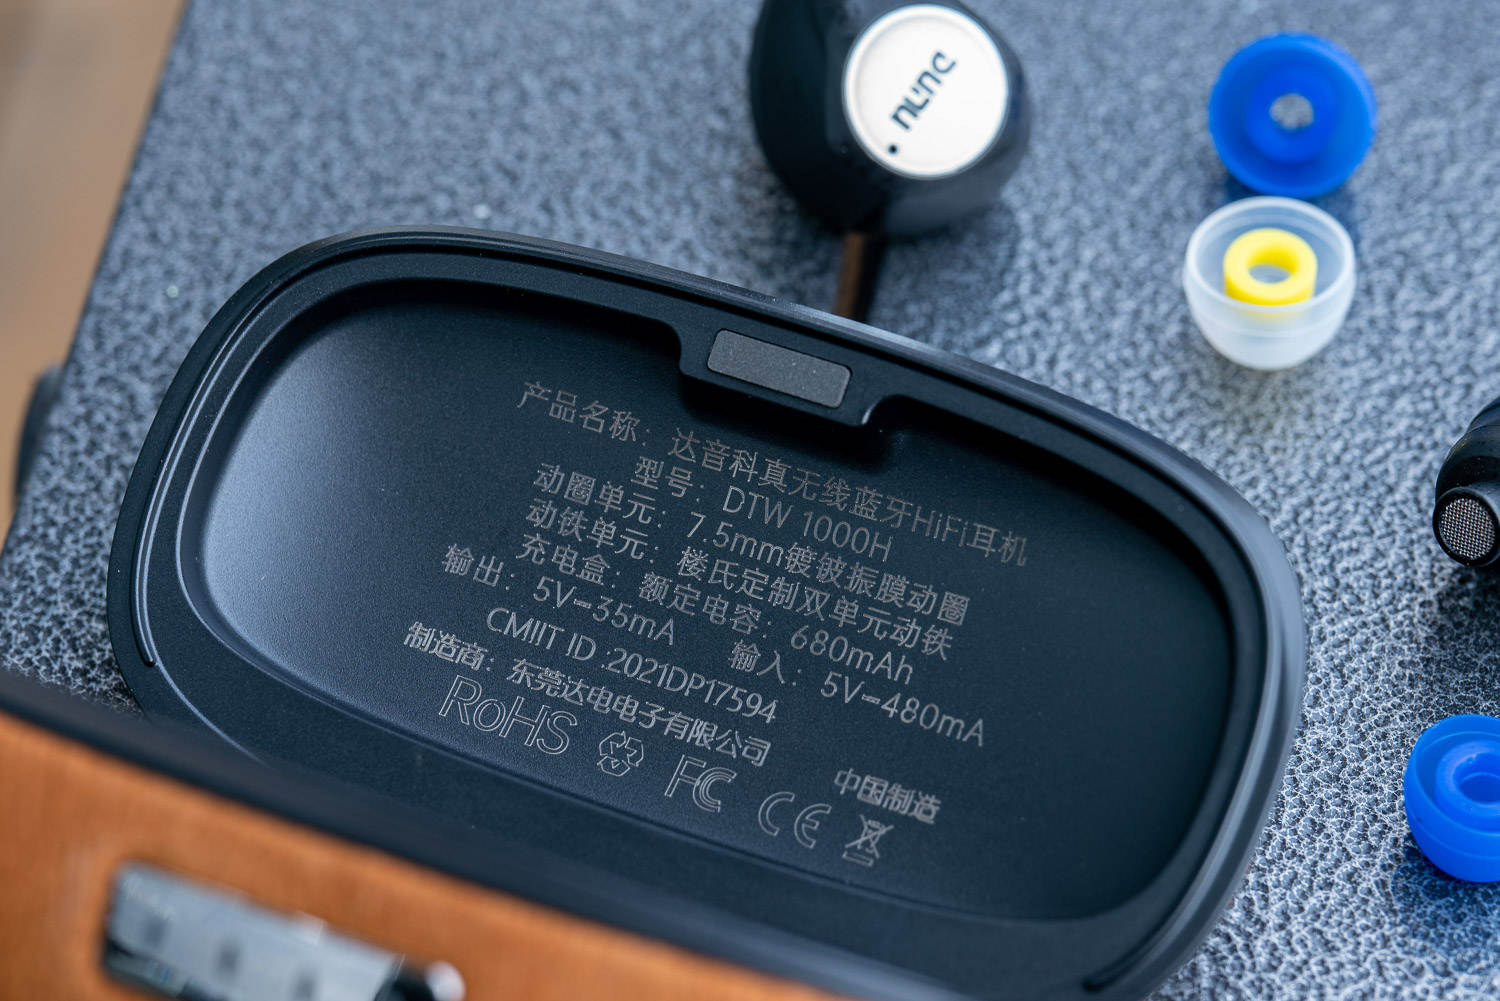 nunc
产品名称：达音科真无线蓝牙HiFi耳机
型号：DTW 1000H
动圈单元：7.5mm镀铍振膜动圈
动铁单元：楼氏定制双单元动铁
充电盒：额定电容：680mAh
输出：5V⎓35mA 输入：5V⎓480mA
CMIIT ID :2021DP17594
制造商：东莞达电电子有限公司
中国制造
RoHS FC CE